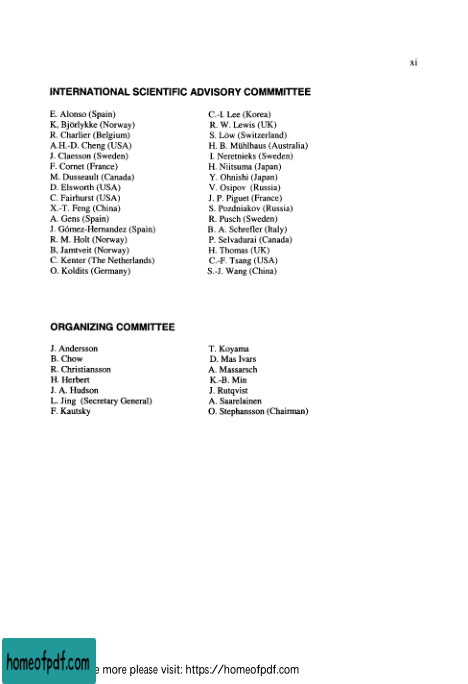 xi
INTERNATIONAL SCIENTIFIC ADVISORY COMMMITTEE
E. Alonso (Spain)
K. Björlykke (Norway)
R. Charlier (Belgium)
A.H.-D. Cheng (USA)
J. Claesson (Sweden)
F. Cornet (France)
M. Dusseault (Canada)
D. Elsworth (USA)
C. Fairhurst (USA)
X.-T. Feng (China)
A. Gens (Spain)
J. Gómez-Hernandez (Spain)
R. M. Holt (Norway)
B. Jamtveit (Norway)
C. Kenter (The Netherlands)
O. Koldits (Germany)
C.-I. Lee (Korea)
R. W. Lewis (UK)
S. Löw (Switzerland)
H. B. Mühlhaus (Australia)
I. Neretnieks (Sweden)
H. Niitsuma (Japan)
Y. Ohnishi (Japan)
V. Osipov (Russia)
J. P. Piguet (France)
S. Pozdniakov (Russia)
R. Pusch (Sweden)
B. A. Schrefler (Italy)
P. Selvadurai (Canada)
H. Thomas (UK)
C.-F. Tsang (USA)
S.-J. Wang (China)
ORGANIZING COMMITTEE
J. Andersson
B. Chow
R. Christiansson
H. Herbert
J. A. Hudson
L. Jing (Secretary General)
F. Kautsky
T. Koyama
D. Mas Ivars
A. Massarsch
K.-B. Min
J. Rutqvist
A. Saarelainen
O. Stephansson (Chairman)
homeofpdf.com
e more please visit: https://homeofpdf.com